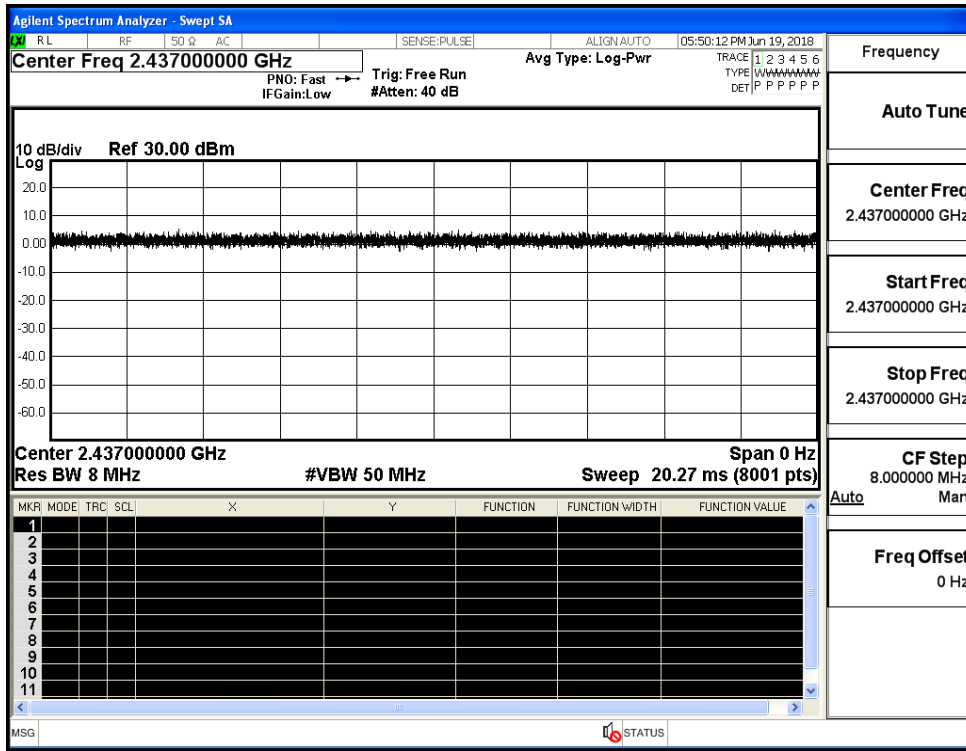 Agilent Spectrum Analyzer - Swept SA
LXI RL RF 50 Ω AC SENSE:PULSE ALIGN AUTO 05:50:12 PM Jun 19, 2018
Center Freq 2.437000000 GHz Avg Type: Log-Pwr TRACE 1 2 3 4 5 6
PNO: Fast Trig: Free Run TYPE
IFGain:Low #Atten: 40 dB DET P P P P P P
Frequency
10 dB/div Ref 30.00 dBm
Log
20.0
10.0
0.00
-10.0
-20.0
-30.0
-40.0
-50.0
-60.0
Center 2.437000000 GHz Span 0 Hz
Res BW 8 MHz #VBW 50 MHz Sweep 20.27 ms (8001 pts)
MKR MODE TRC SCL X Y FUNCTION FUNCTION WIDTH FUNCTION VALUE
1
2
3
4
5
6
7
8
9
10
11
MSG STATUS
Auto Tune
Center Freq
2.437000000 GHz
Start Freq
2.437000000 GHz
Stop Freq
2.437000000 GHz
CF Step
8.000000 MHz
Auto Man
Freq Offset
0 Hz